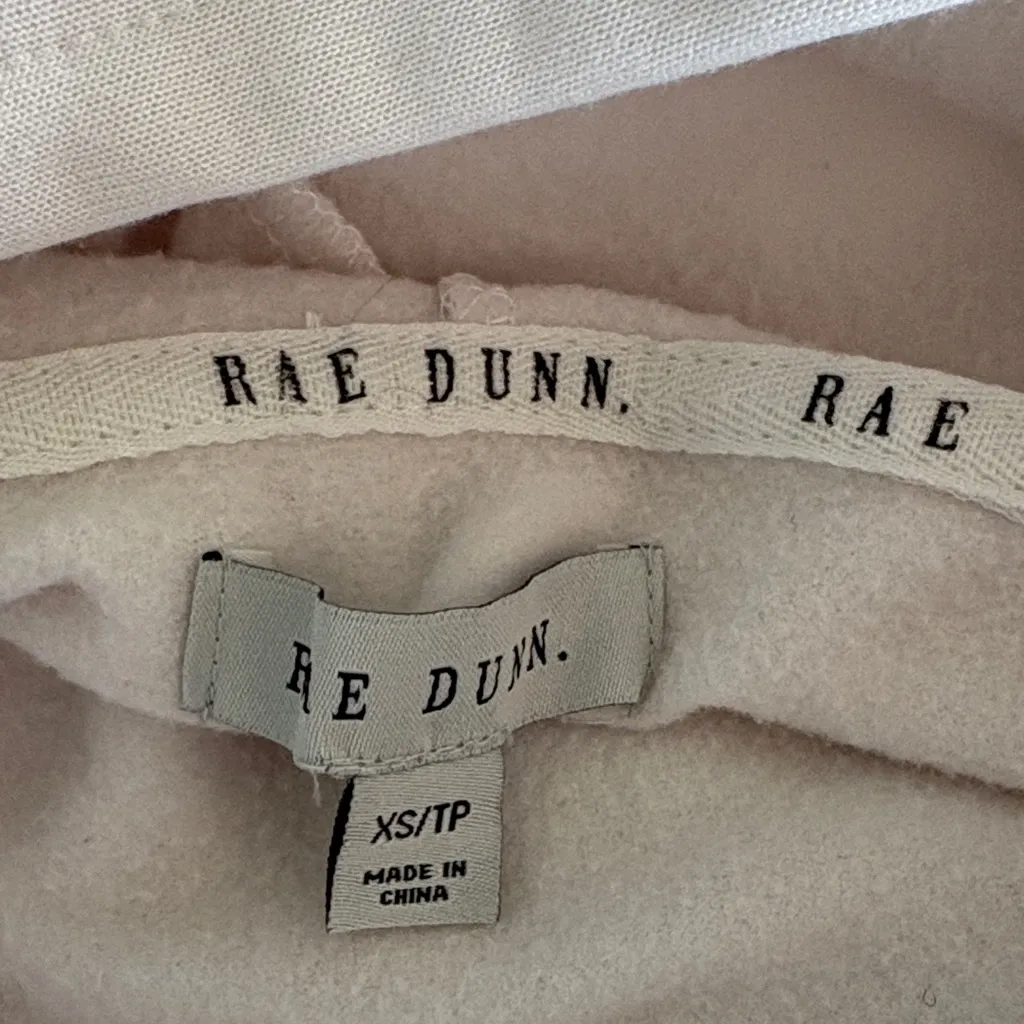 RAE DUNN. RAE
RAE DUNN.
XS/TP
MADE IN
CHINA